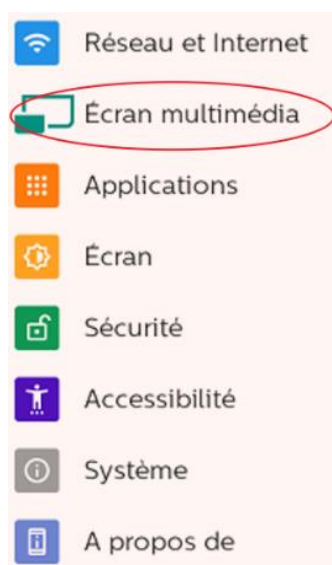 Réseau et Internet
Écran multimédia
Applications
Écran
Sécurité
Accessibilité
Système
A propos de